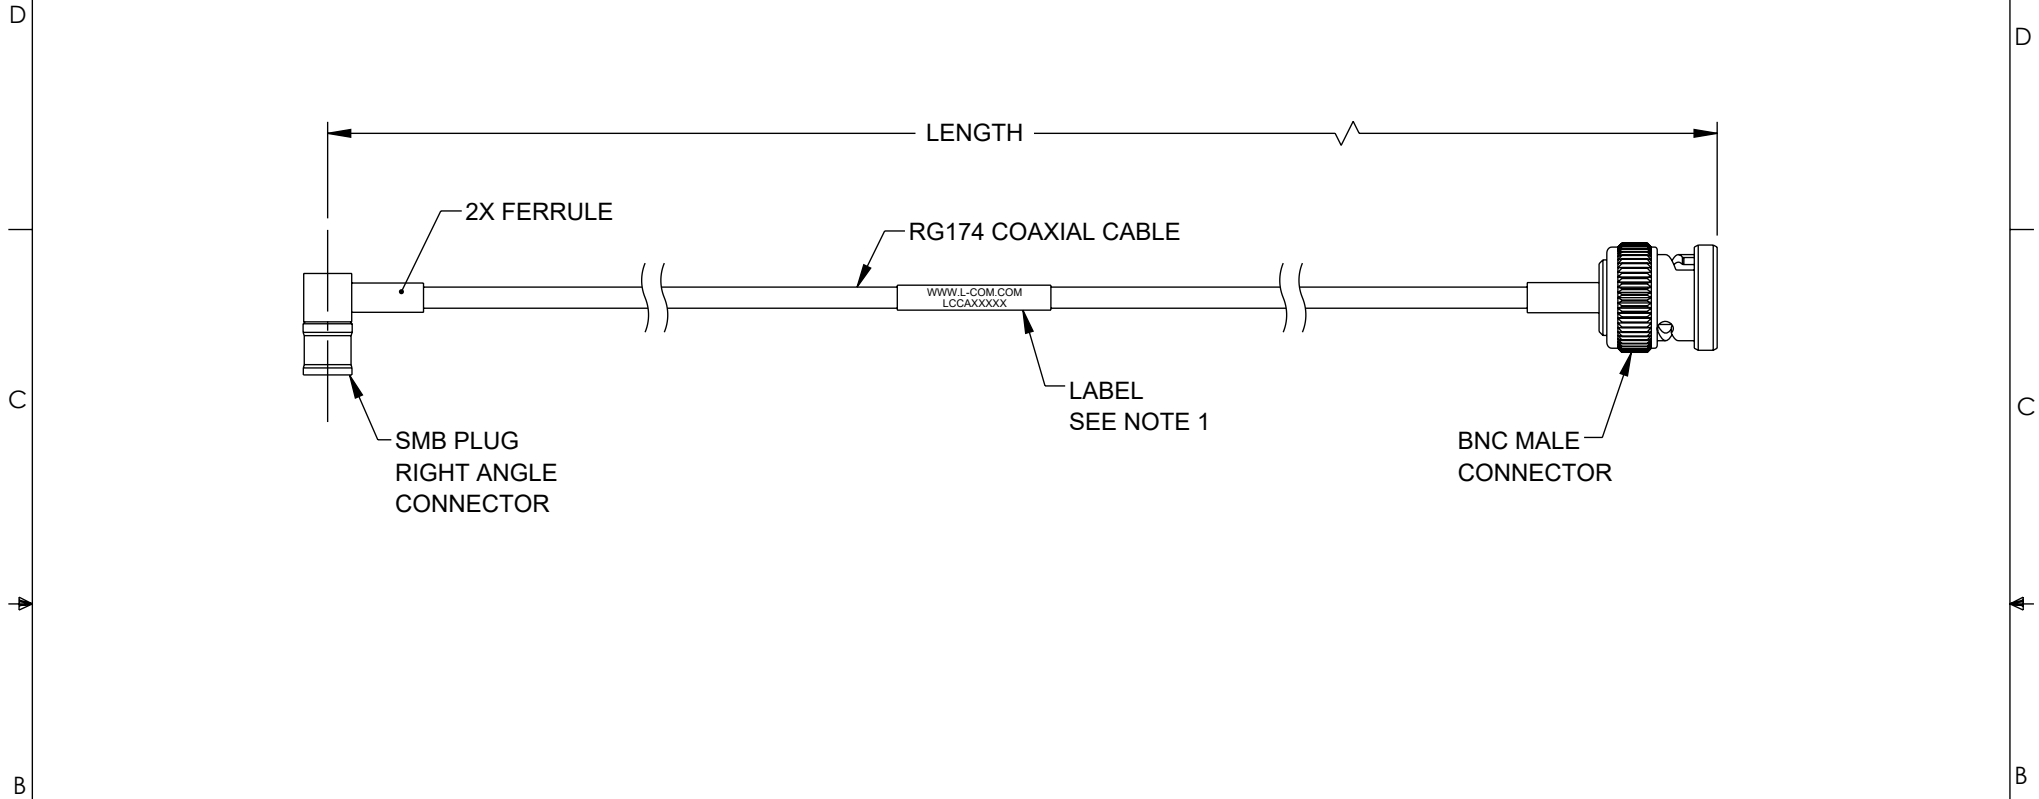 D
D
LENGTH
2X FERRULE
RG174 COAXIAL CABLE
WWW.L-COM.COM
LCCAXXXXX
LABEL
SEE NOTE 1
C
C
SMB PLUG
RIGHT ANGLE
CONNECTOR
BNC MALE
CONNECTOR
B
B